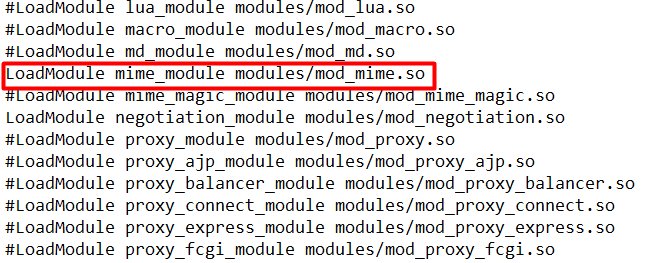 #LoadModule lua_module modules/mod_lua.so
#LoadModule macro_module modules/mod_macro.so
#LoadModule md_module modules/mod_md.so
LoadModule mime_module modules/mod_mime.so
#LoadModule mime_magic_module modules/mod_mime_magic.so
LoadModule negotiation_module modules/mod_negotiation.so
#LoadModule proxy_module modules/mod_proxy.so
#LoadModule proxy_ajp_module modules/mod_proxy_ajp.so
#LoadModule proxy_balancer_module modules/mod_proxy_balancer.so
#LoadModule proxy_connect_module modules/mod_proxy_connect.so
#LoadModule proxy_express_module modules/mod_proxy_express.so
#LoadModule proxy_fcgi_module modules/mod_proxy_fcgi.so